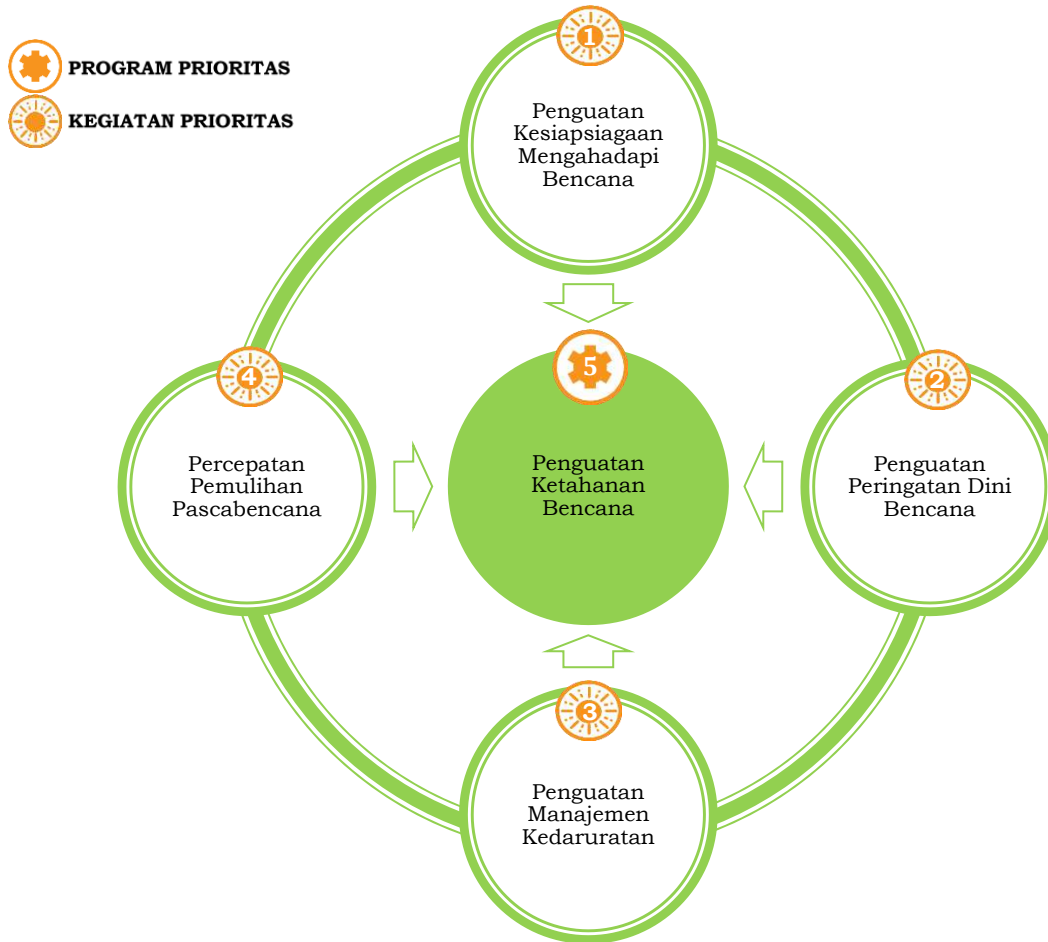 PROGRAM PRIORITAS
KEGIATAN PRIORITAS
1
Penguatan
Kesiapsiagaan
Mengahadapi
Bencana
4
Percepatan
Pemulihan
Pascabencana
5
Penguatan
Ketahanan
Bencana
2
Penguatan
Peringatan Dini
Bencana
3
Penguatan
Manajemen
Kedaruratan